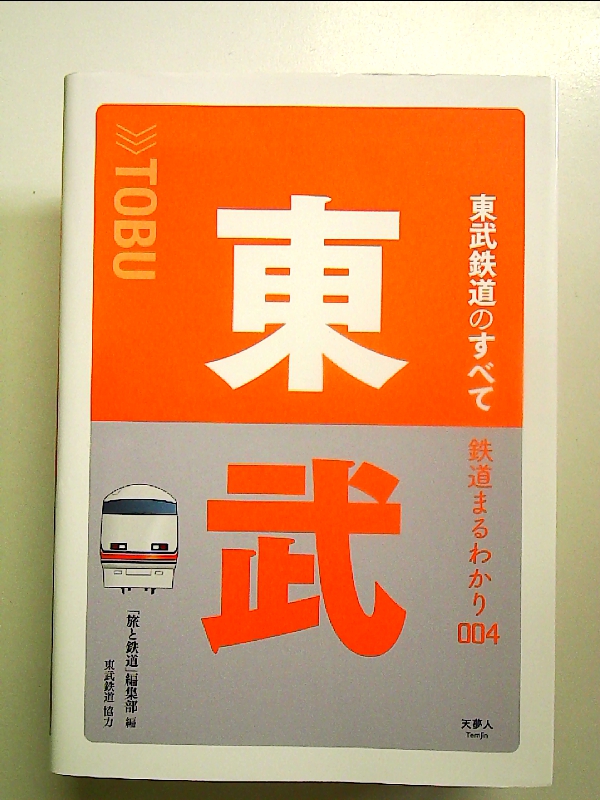 東武鉄道のすべて
鉄道まるわかり004
東武
TOBU
「旅と鉄道」編集部 編
東武鉄道 協力
天夢人
Temjin